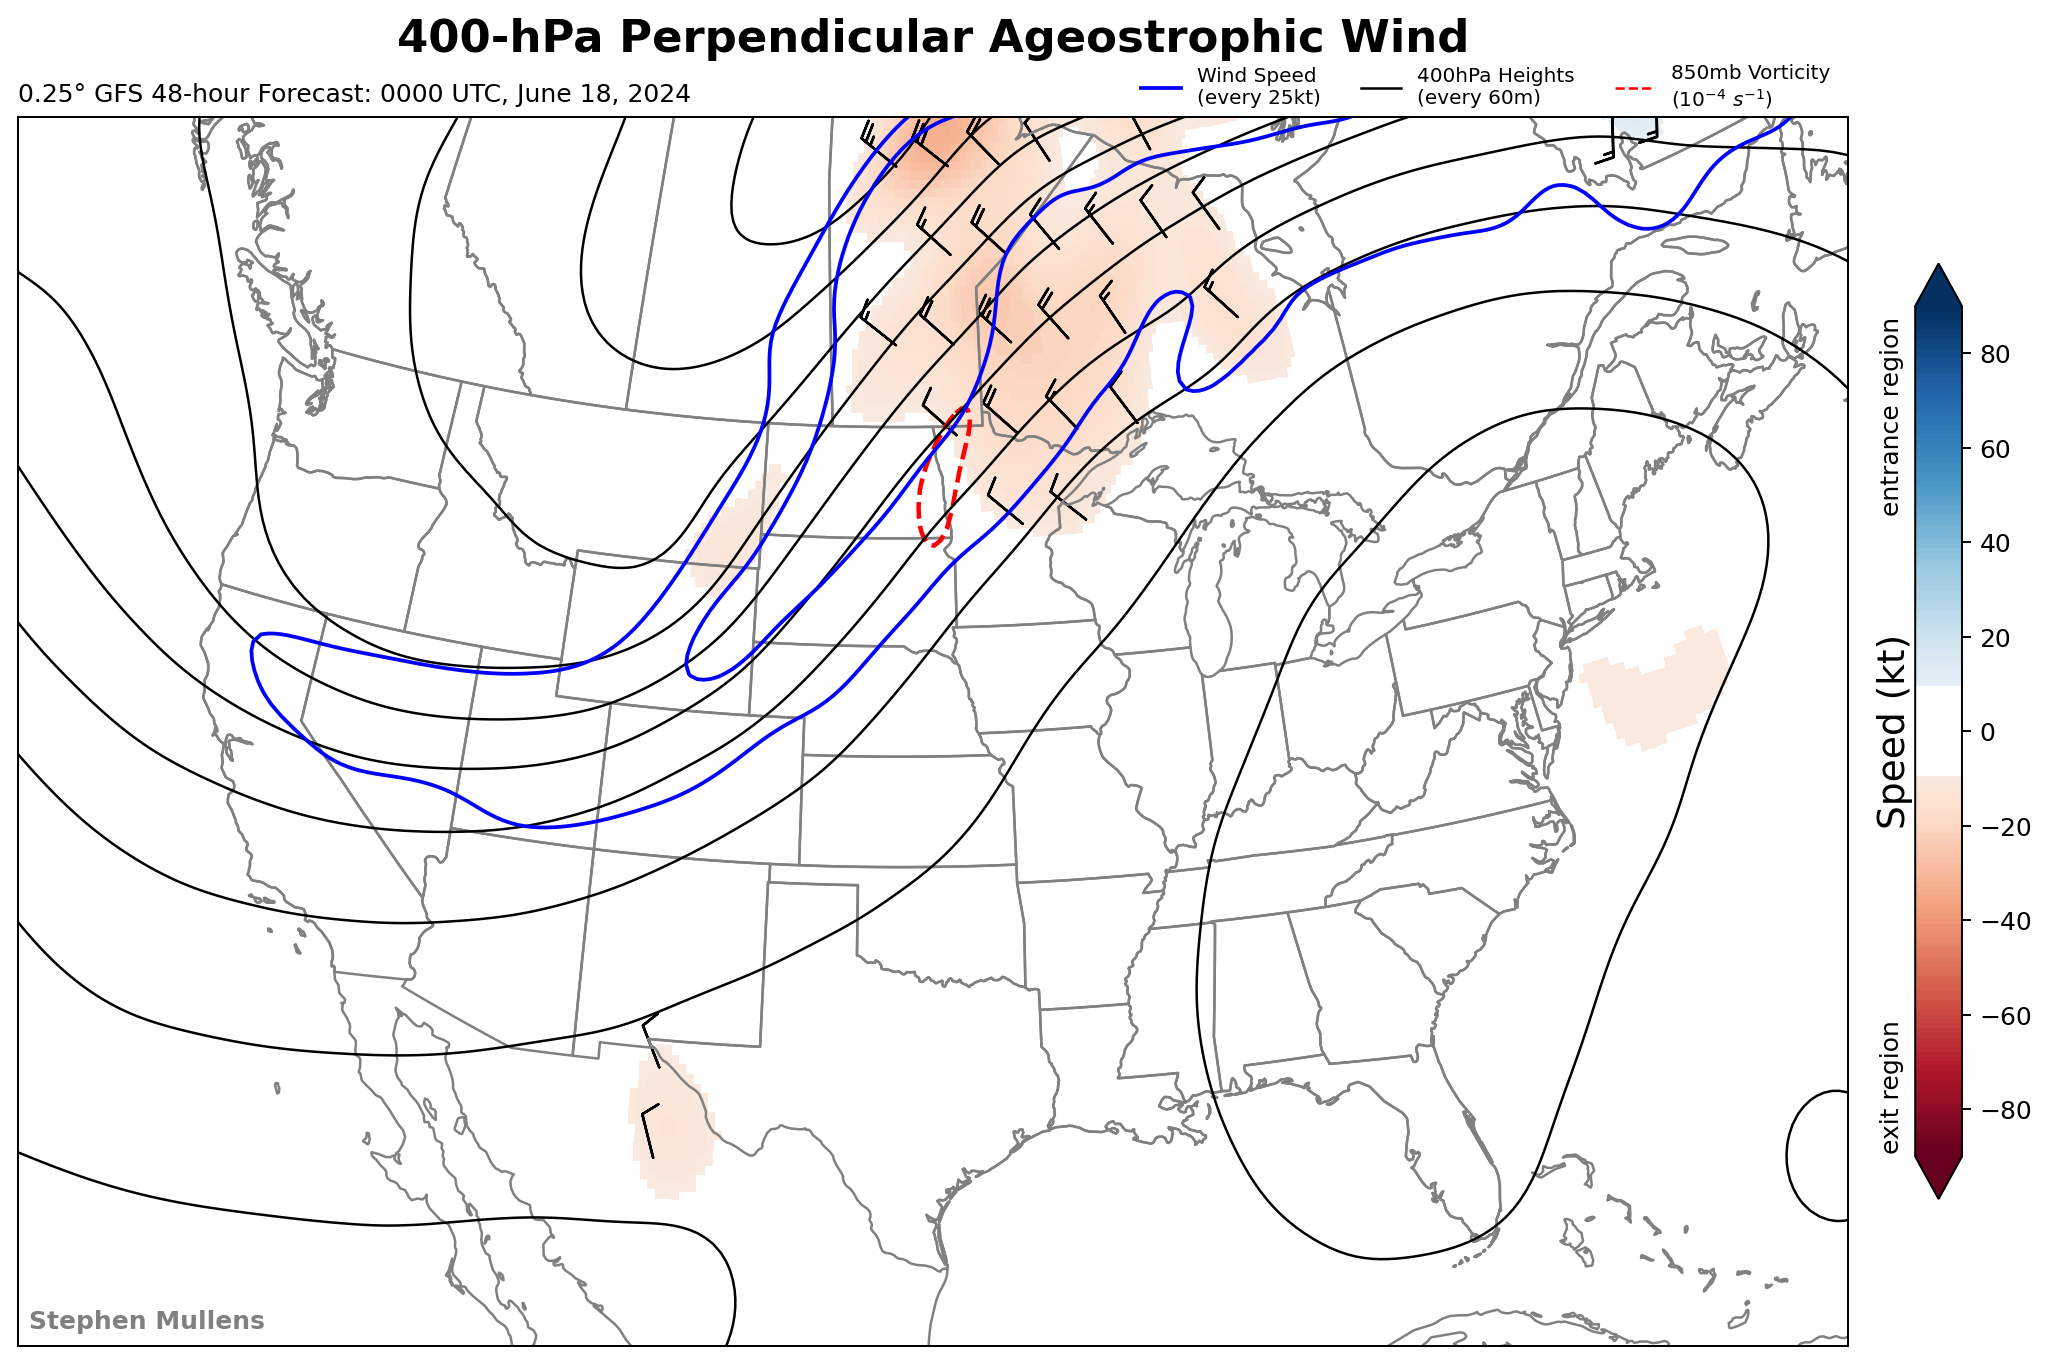 400-hPa Perpendicular Ageostrophic Wind
0.25° GFS 48-hour Forecast: 0000 UTC, June 18, 2024
Wind Speed
(every 25kt)
400hPa Heights
(every 60m)
850mb Vorticity
(10⁻⁴ s⁻¹)
entrance region
Speed (kt)
exit region
80
60
40
20
0
−20
−40
−60
−80
Stephen Mullens